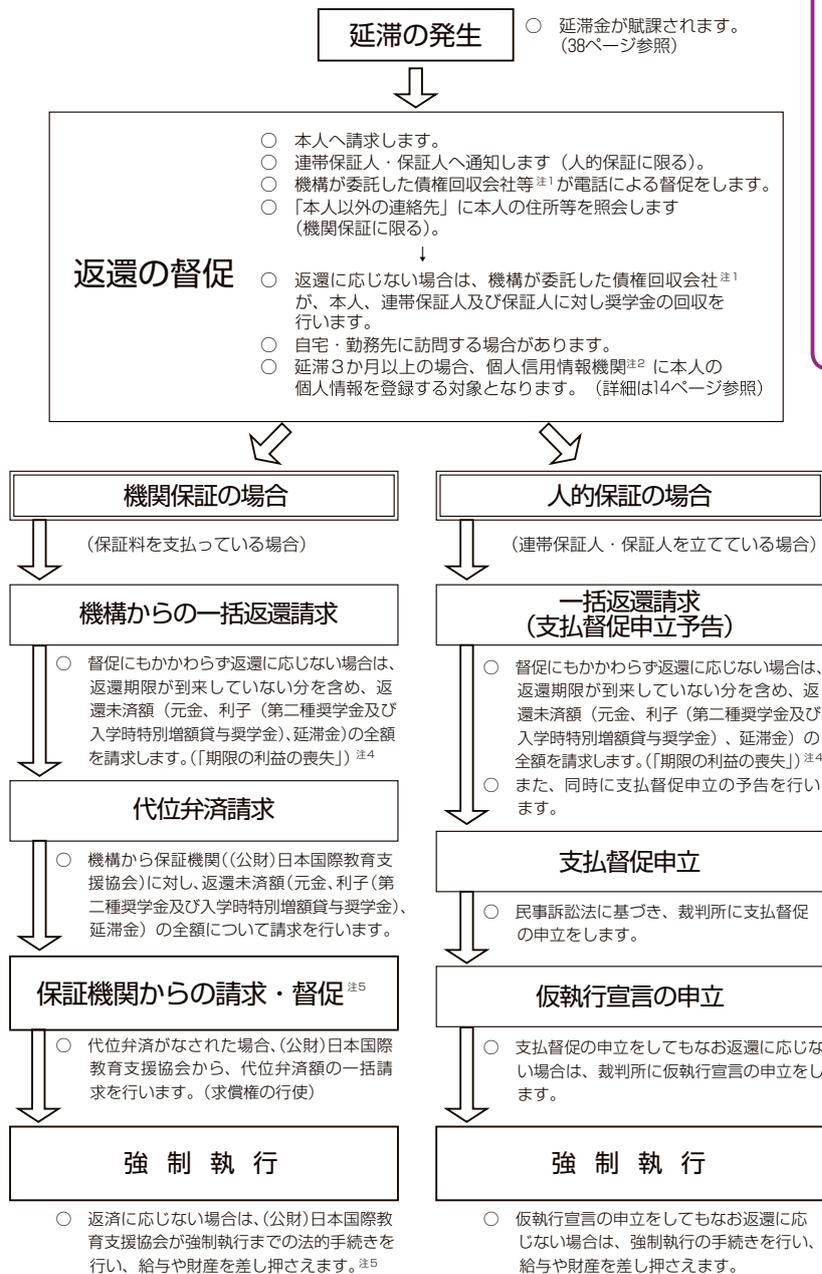 延滞の発生
○ 延滞金が賦課されます。
(38ページ参照)
返還の督促
○ 本人へ請求します。
○ 連帯保証人・保証人へ通知します（人的保証に限る）。
○ 機構が委託した債権回収会社等注1が電話による督促をします。
○ 「本人以外の連絡先」に本人の住所等を照会します
(機関保証に限る)。
↓
○ 返還に応じない場合は、機構が委託した債権回収会社注1
が、本人、連帯保証人及び保証人に対し奨学金の回収を
行います。
○ 自宅・勤務先に訪問する場合があります。
○ 延滞３か月以上の場合、個人信用情報機関注2 に本人の
個人情報を登録する対象となります。（詳細は14ページ参照）
機関保証の場合
（保証料を支払っている場合）
機構からの一括返還請求
○ 督促にもかかわらず返還に応じない場合は、
返還期限が到来していない分を含め、返
還未済額（元金、利子（第二種奨学金及び
入学時特別増額貸与奨学金）、延滞金）の全額
を請求します。（「期限の利益の喪失」）注4
代位弁済請求
○ 機構から保証機関（(公財)日本国際教育支
援協会）に対し、返還未済額（元金、利子（第
二種奨学金及び入学時特別増額貸与奨学金）、
延滞金）の全額について請求を行います。
保証機関からの請求・督促注5
○ 代位弁済がなされた場合、(公財)日本国際
教育支援協会から、代位弁済額の一括請
求を行います。（求償権の行使）
強 制 執 行
○ 返済に応じない場合は、(公財)日本国際教
育支援協会が強制執行までの法的手続きを
行い、給与や財産を差し押さえます。注5
人的保証の場合
（連帯保証人・保証人を立てている場合）
一括返還請求
（支払督促申立予告）
○ 督促にもかかわらず返還に応じない場合は、
返還期限が到来していない分を含め、返
還未済額（元金、利子（第二種奨学金及び
入学時特別増額貸与奨学金）、延滞金）の
全額を請求します。（「期限の利益の喪失」）注4
○ また、同時に支払督促申立の予告を行い
ます。
支払督促申立
○ 民事訴訟法に基づき、裁判所に支払督促
の申立をします。
仮執行宣言の申立
○ 支払督促の申立をしてもなお返還に応じな
い場合は、裁判所に仮執行宣言の申立をし
ます。
強 制 執 行
○ 仮執行宣言の申立をしてもなお返還に応
じない場合は、強制執行の手続きを行い、
給与や財産を差し押さえます。